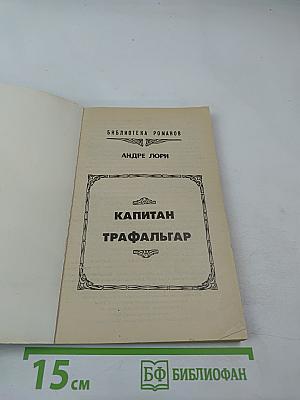 БИБЛИОТЕКА РОМАНОВ
АНДРЕ ЛОРИ
КАПИТАН
ТРАФАЛЬГАР
15 см
БФ БИБЛИОФАН